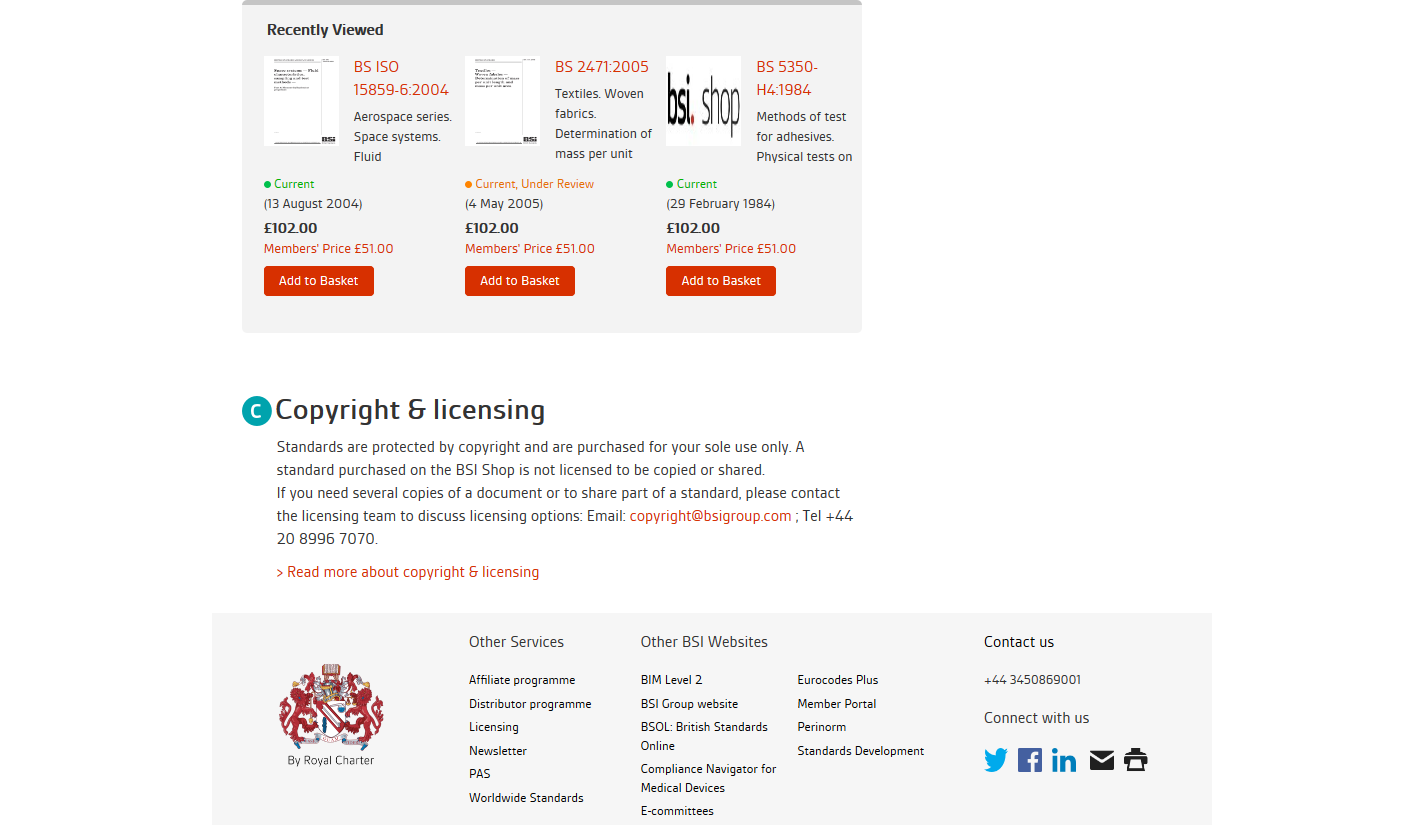 Recently Viewed
BS ISO
15859-6:2004
Aerospace series.
Space systems.
Fluid
Current
(13 August 2004)
£102.00
Members' Price £51.00
Add to Basket
BS 2471:2005
Textiles. Woven
fabrics.
Determination of
mass per unit
Current, Under Review
(4 May 2005)
£102.00
Members' Price £51.00
Add to Basket
bsi. shop
BS 5350-
H4:1984
Methods of test
for adhesives.
Physical tests on
Current
(29 February 1984)
£102.00
Members' Price £51.00
Add to Basket
C Copyright & licensing
Standards are protected by copyright and are purchased for your sole use only. A
standard purchased on the BSI Shop is not licensed to be copied or shared.
If you need several copies of a document or to share part of a standard, please contact
the licensing team to discuss licensing options: Email: copyright@bsigroup.com ; Tel +44
20 8996 7070.
> Read more about copyright & licensing
By Royal Charter
Other Services
Affiliate programme
Distributor programme
Licensing
Newsletter
PAS
Worldwide Standards
Other BSI Websites
BIM Level 2
BSI Group website
BSOL: British Standards
Online
Compliance Navigator for
Medical Devices
E-committees
Eurocodes Plus
Member Portal
Perinorm
Standards Development
Contact us
+44 3450869001
Connect with us